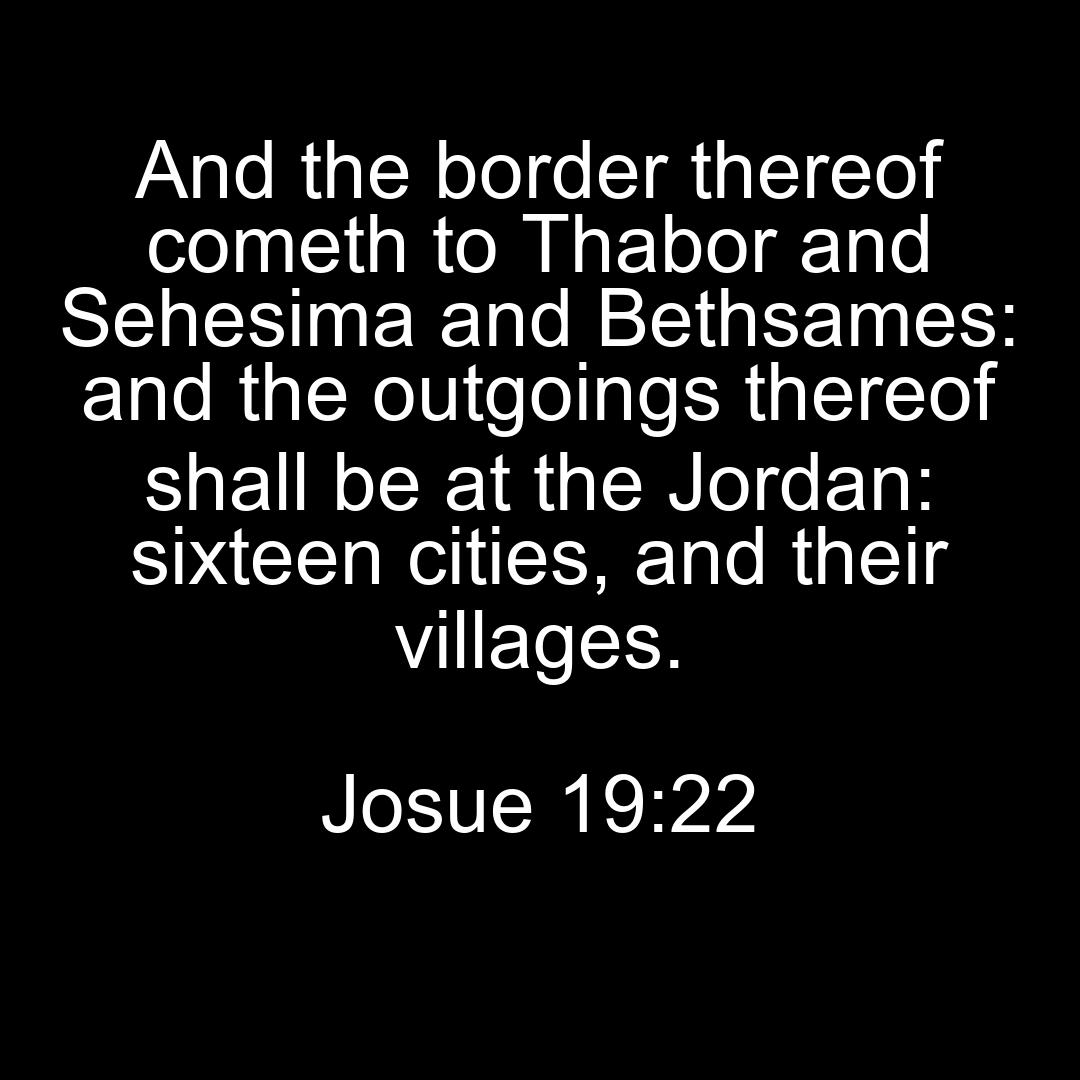 And the border thereof
cometh to Thabor and
Sehesima and Bethsames:
and the outgoings thereof
shall be at the Jordan:
sixteen cities, and their
villages.
Josue 19:22